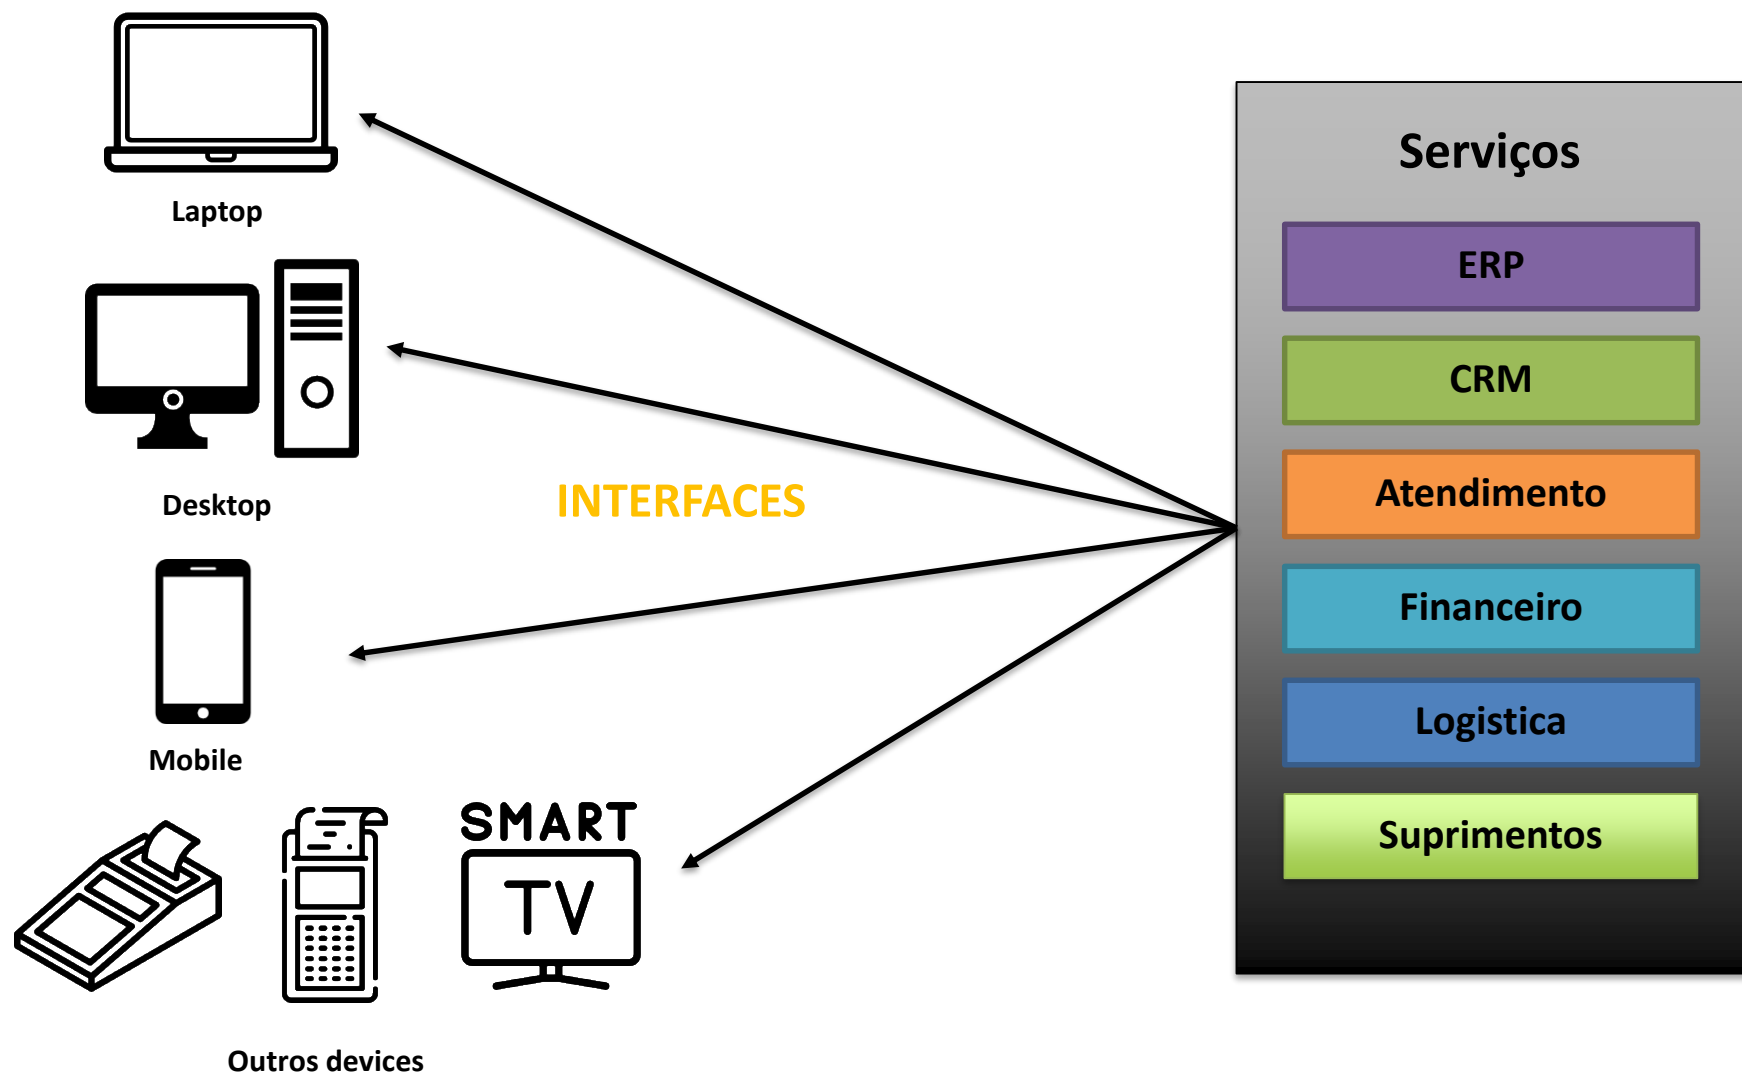 Laptop
Desktop
Mobile
SMART
TV
Outros devices
INTERFACES
Serviços
ERP
CRM
Atendimento
Financeiro
Logistica
Suprimentos